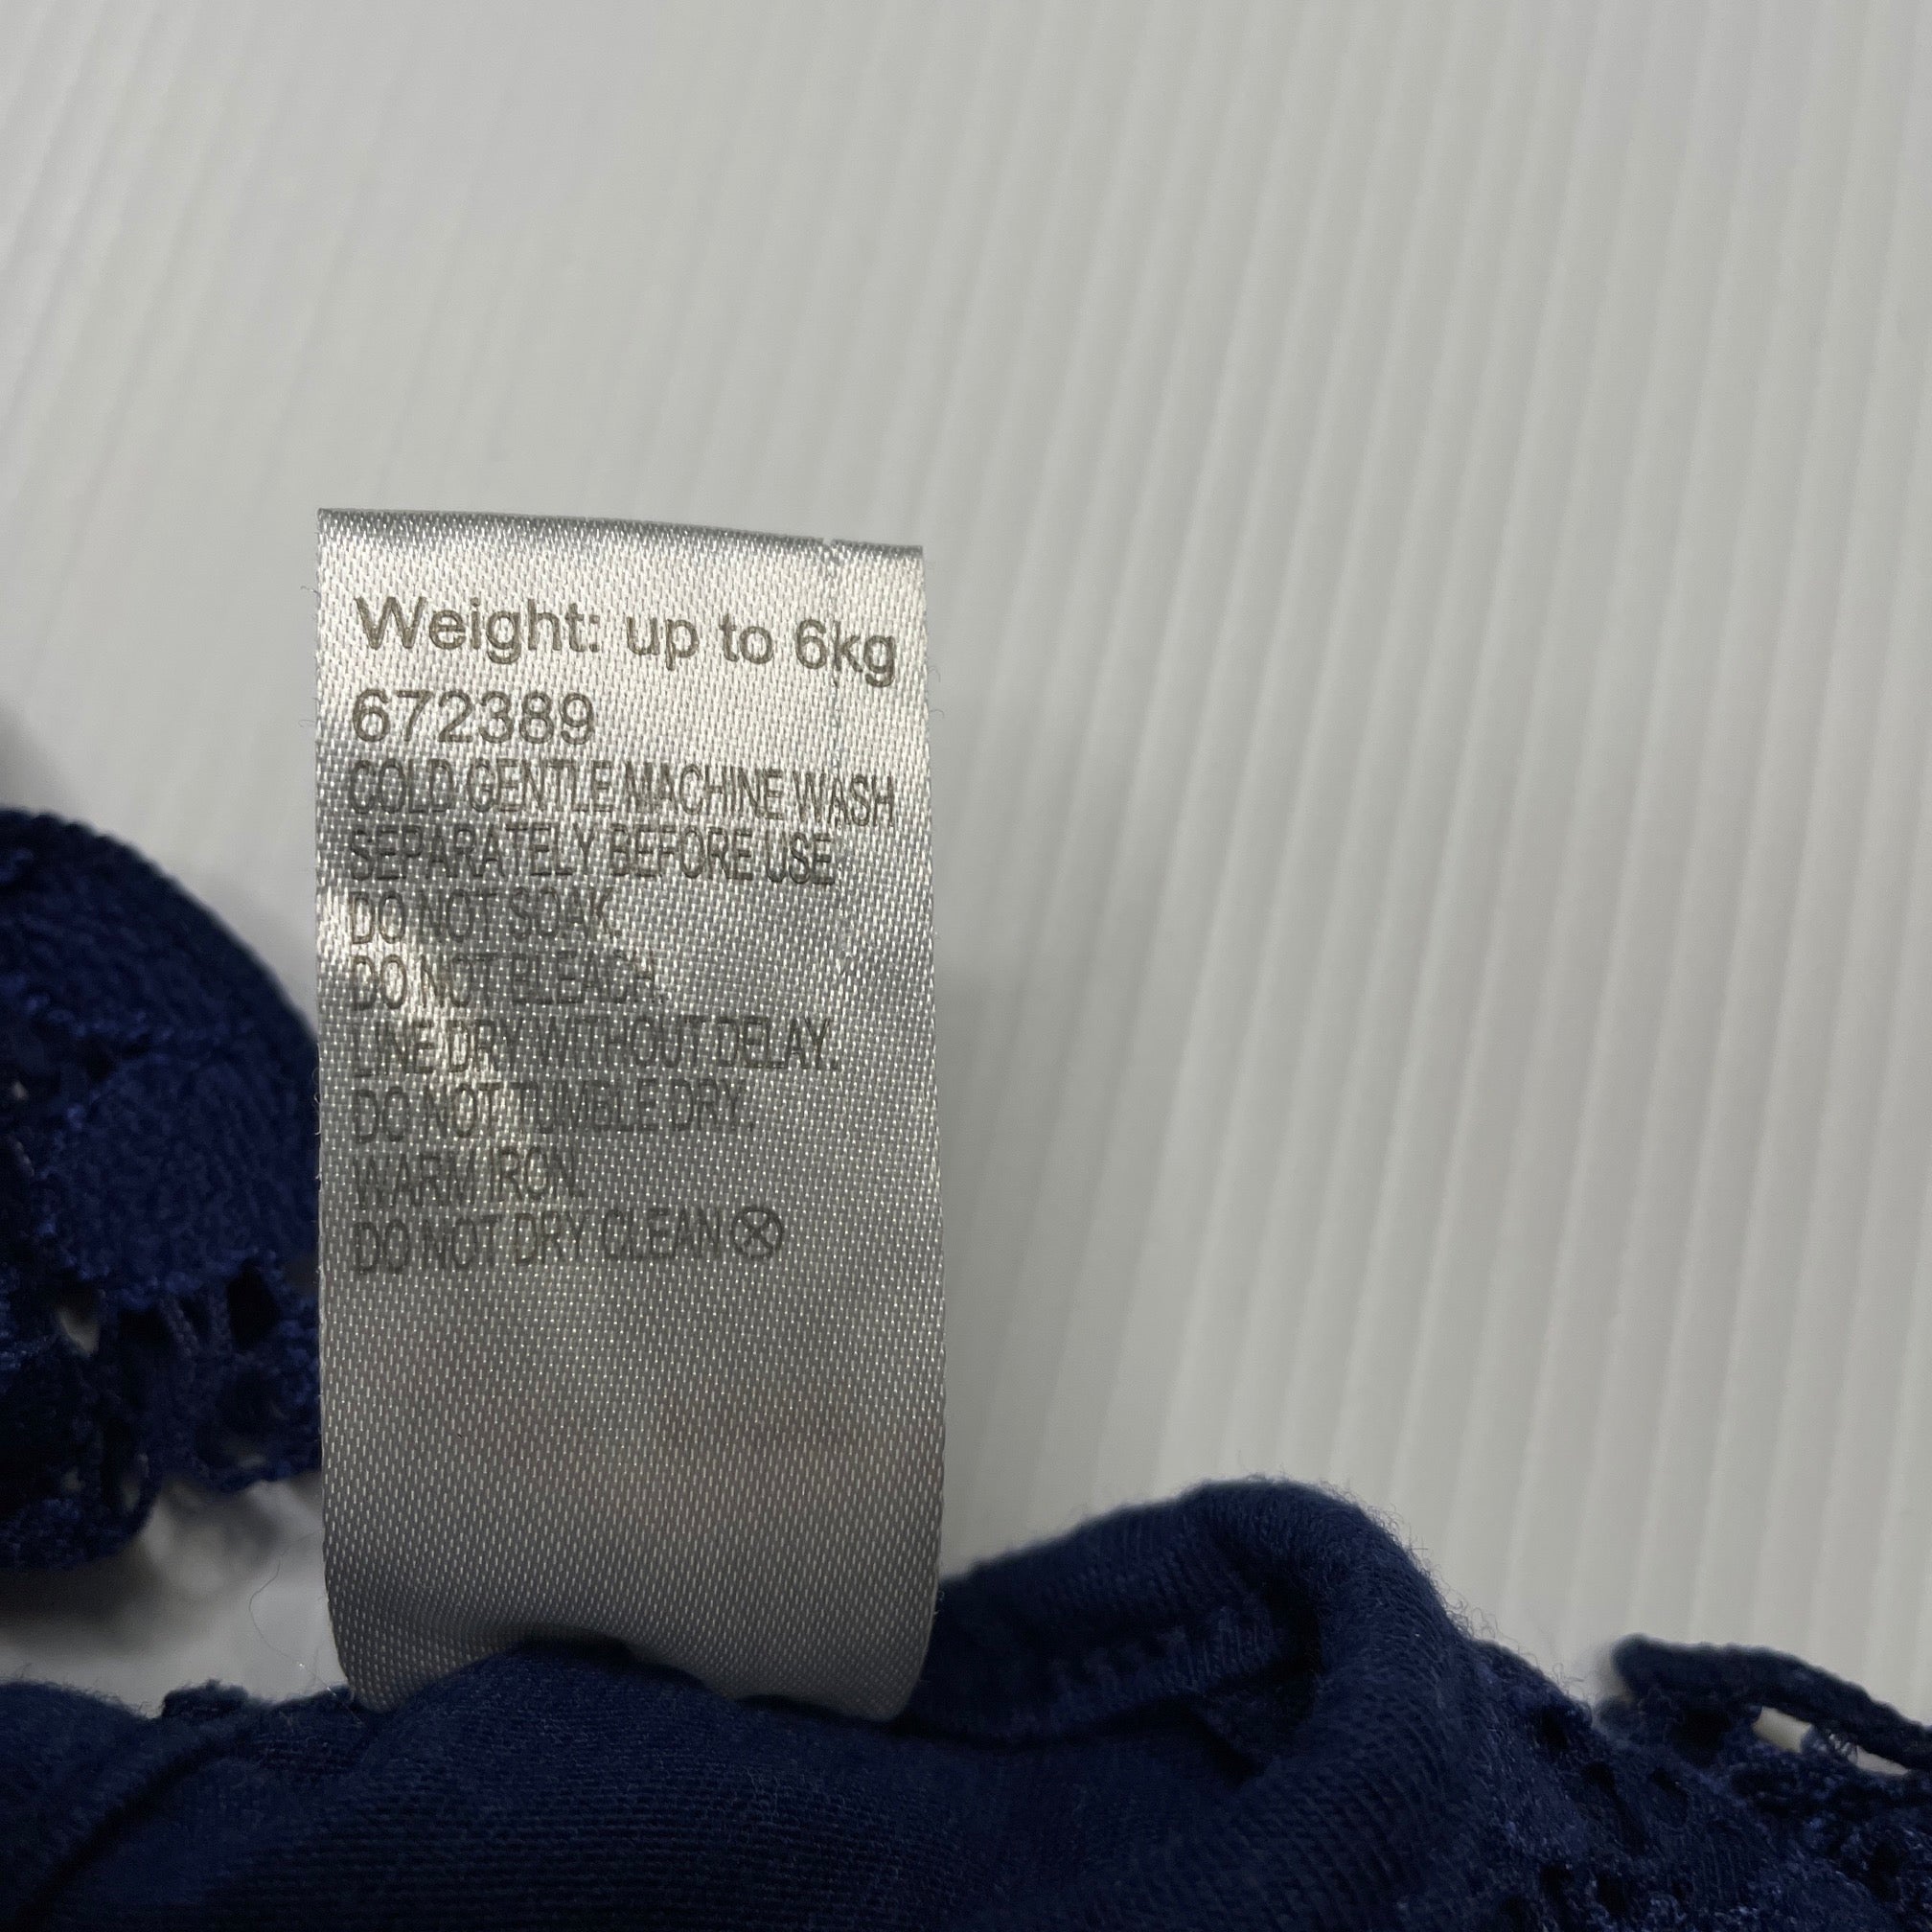 Weight: up to 6kg
672389
COLD GENTLE MACHINE WASH
SEPARATELY BEFORE USE
DO NOT SOAK.
DO NOT BLEACH.
LINE DRY WITHOUT DELAY.
DO NOT TUMBLE DRY.
WARM IRON.
DO NOT DRY CLEAN